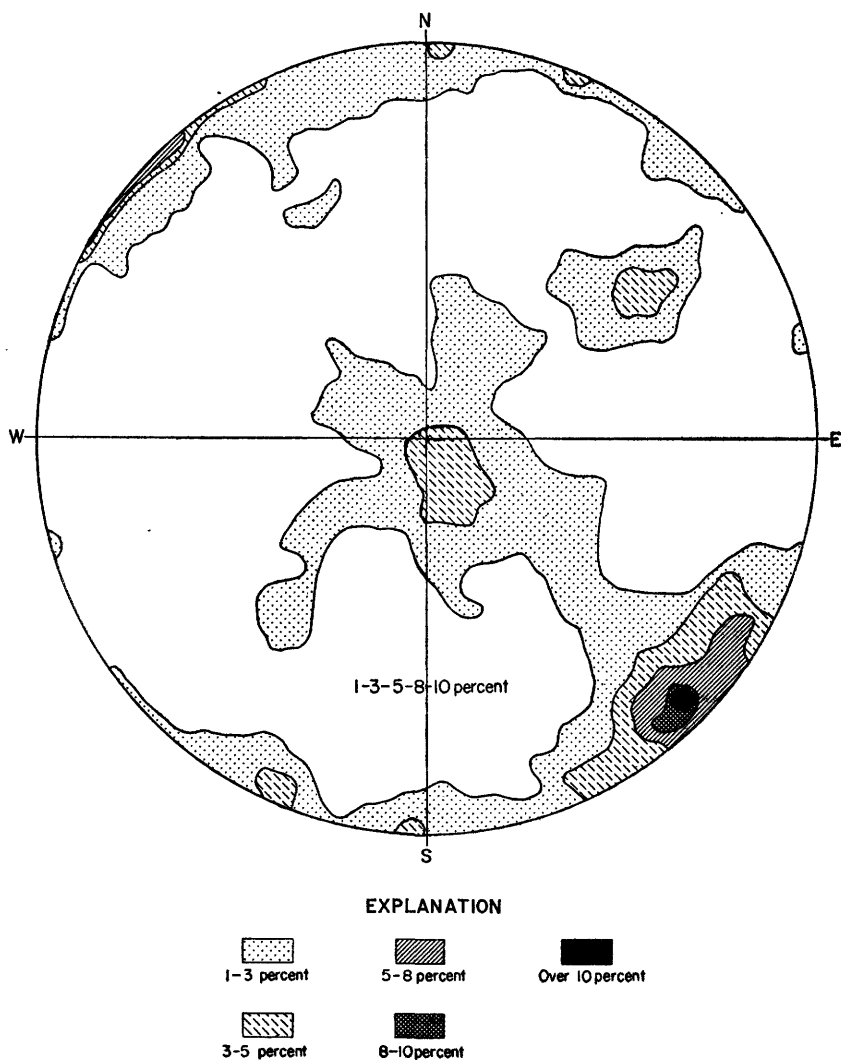 N
W
E
1-3-5-8-10 percent
S
EXPLANATION
1-3 percent
5-8 percent
Over 10 percent
3-5 percent
8-10 percent